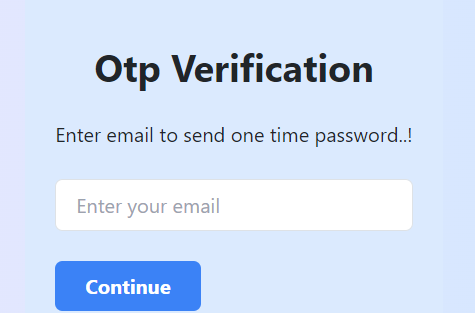 Otp Verification
Enter email to send one time password..!
Enter your email
Continue